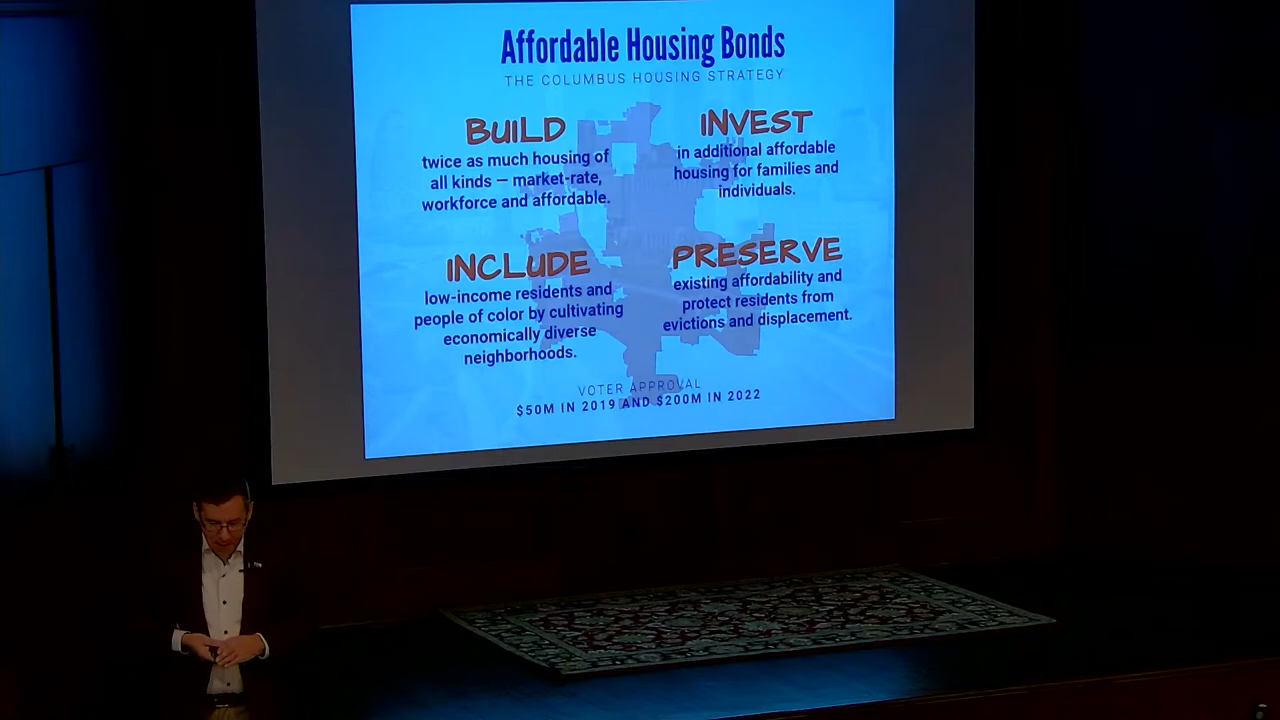 Affordable Housing Bonds
THE COLUMBUS HOUSING STRATEGY
BUILD
twice as much housing of
all kinds — market-rate,
workforce and affordable.
INVEST
in additional affordable
housing for families and
individuals.
INCLUDE
low-income residents and
people of color by cultivating
economically diverse
neighborhoods.
PRESERVE
existing affordability and
protect residents from
evictions and displacement.
VOTER APPROVAL
$50M IN 2019 AND $200M IN 2022